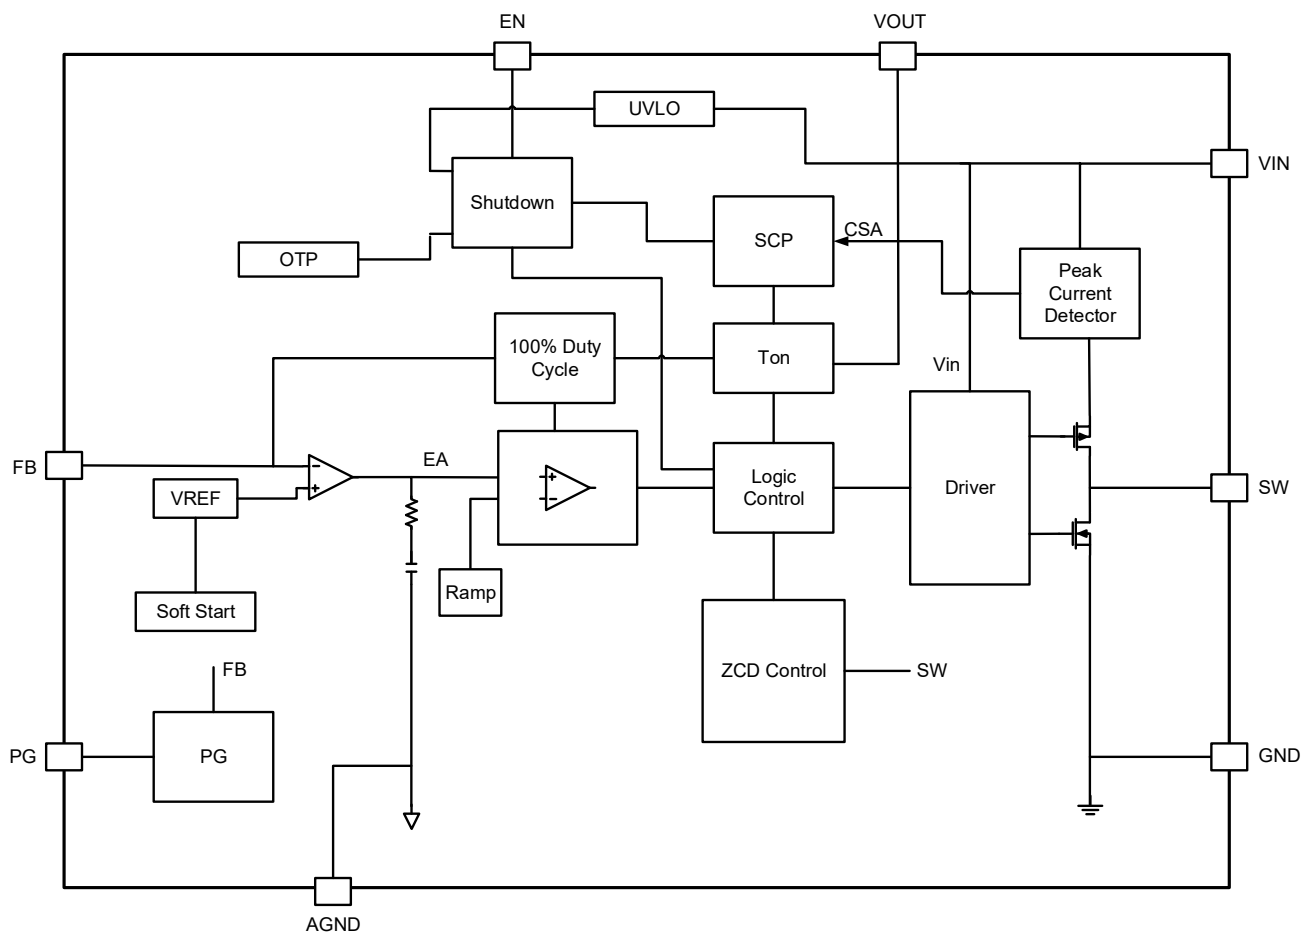 EN
VOUT
UVLO
VIN
Shutdown
SCP
CSA
OTP
Peak
Current
Detector
100% Duty
Cycle
Ton
Vin
FB
EA
VREF
Logic
Control
Driver
SW
Ramp
Soft Start
FB
ZCD Control
SW
PG
PG
GND
AGND